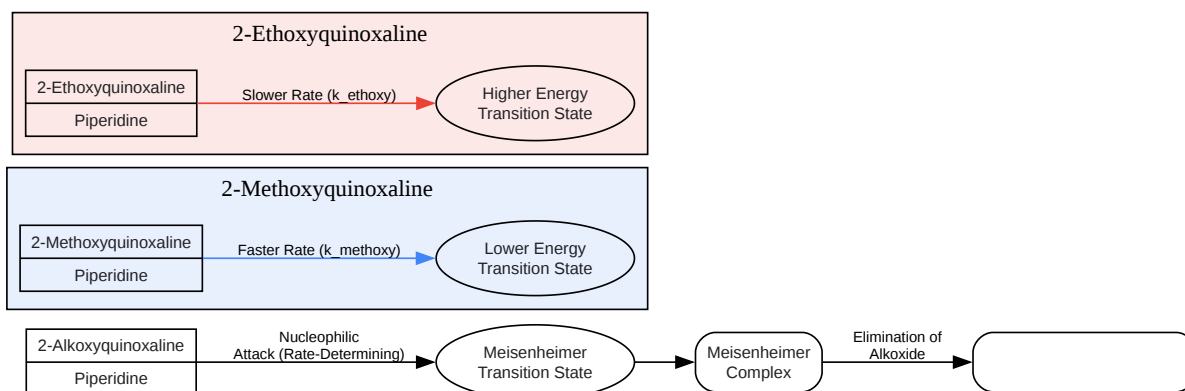 2-Ethoxyquinoxaline
2-Ethoxyquinoxaline
Piperidine
Slower Rate (k_ethoxy)
Higher Energy
Transition State
2-Methoxyquinoxaline
2-Methoxyquinoxaline
Piperidine
Faster Rate (k_methoxy)
Lower Energy
Transition State
2-Alkoxyquinoxaline
Piperidine
Nucleophilic
Attack (Rate-Determining)
Meisenheimer
Transition State
Meisenheimer
Complex
Elimination of
Alkoxide